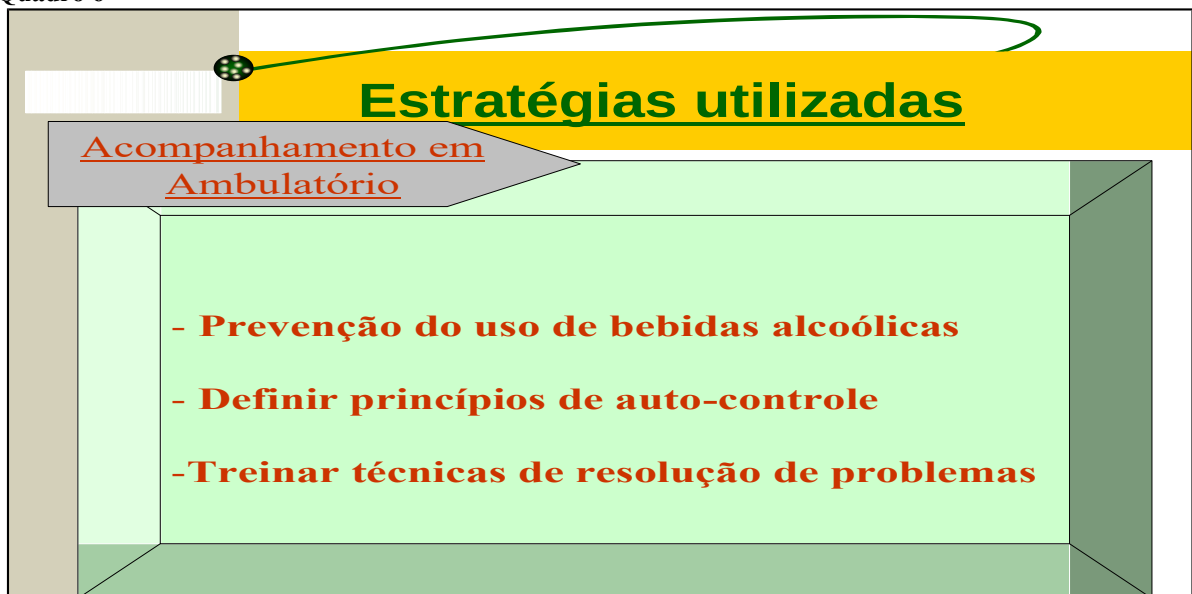 Estratégias utilizadas
Acompanhamento em
Ambulatório
- Prevenção do uso de bebidas alcoólicas
- Definir princípios de auto-controle
-Treinar técnicas de resolução de problemas